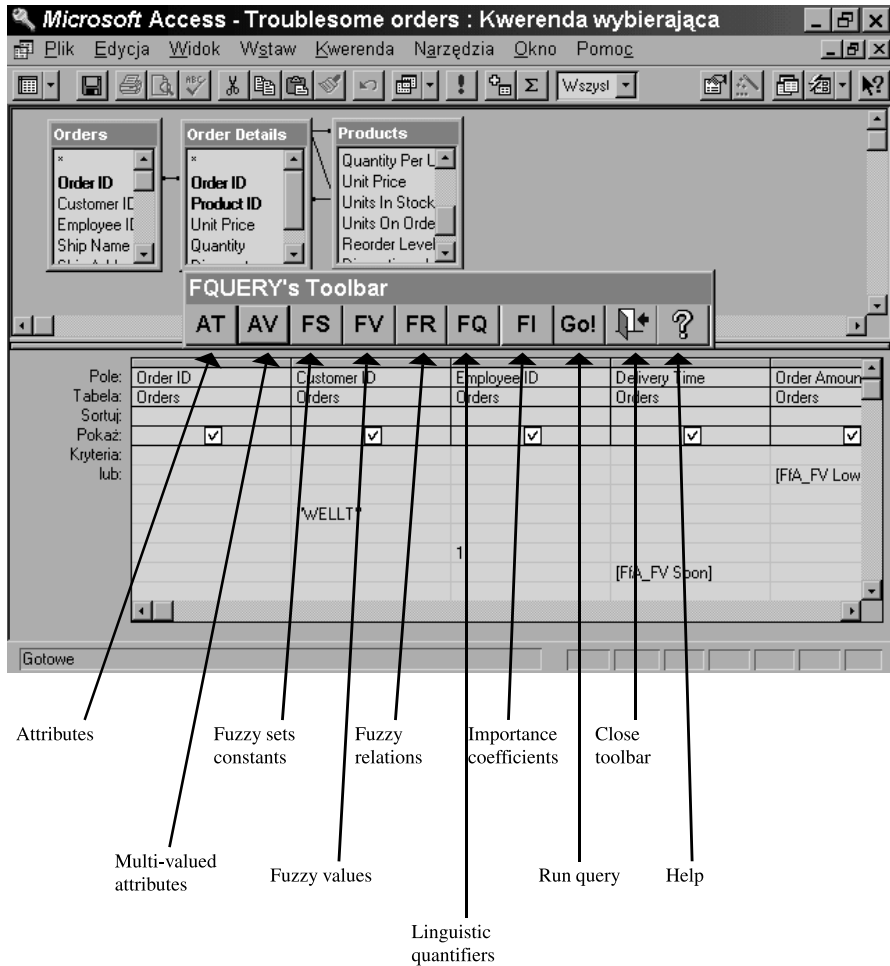 Microsoft Access - Troublesome orders : Kwerenda wybierająca
Plik Edycja Widok Wstaw Kwerenda Narzędzia Okno Pomoc
ABC Σ Wszyst
Orders
*
Order ID
Customer ID
Employee ID
Ship Name
Order Details
*
Order ID
Product ID
Unit Price
Quantity
Products
Quantity Per U
Unit Price
Units In Stock
Units On Orde
Reorder Level
FQUERY's Toolbar
AT AV FS FV FR FQ FI Go! ?
Pole: Order ID Customer ID Employee ID Delivery Time Order Amoun
Tabela: Orders Orders Orders Orders Orders
Sortuj:
Pokaż:
Kryteria:
lub: [FfA_FV Low
"WELLT"
1
[FfA_FV Soon]
Gotowe
Attributes
Fuzzy sets
constants
Fuzzy
relations
Importance
coefficients
Close
toolbar
Multi-valued
attributes
Fuzzy values
Run query
Help
Linguistic
quantifiers